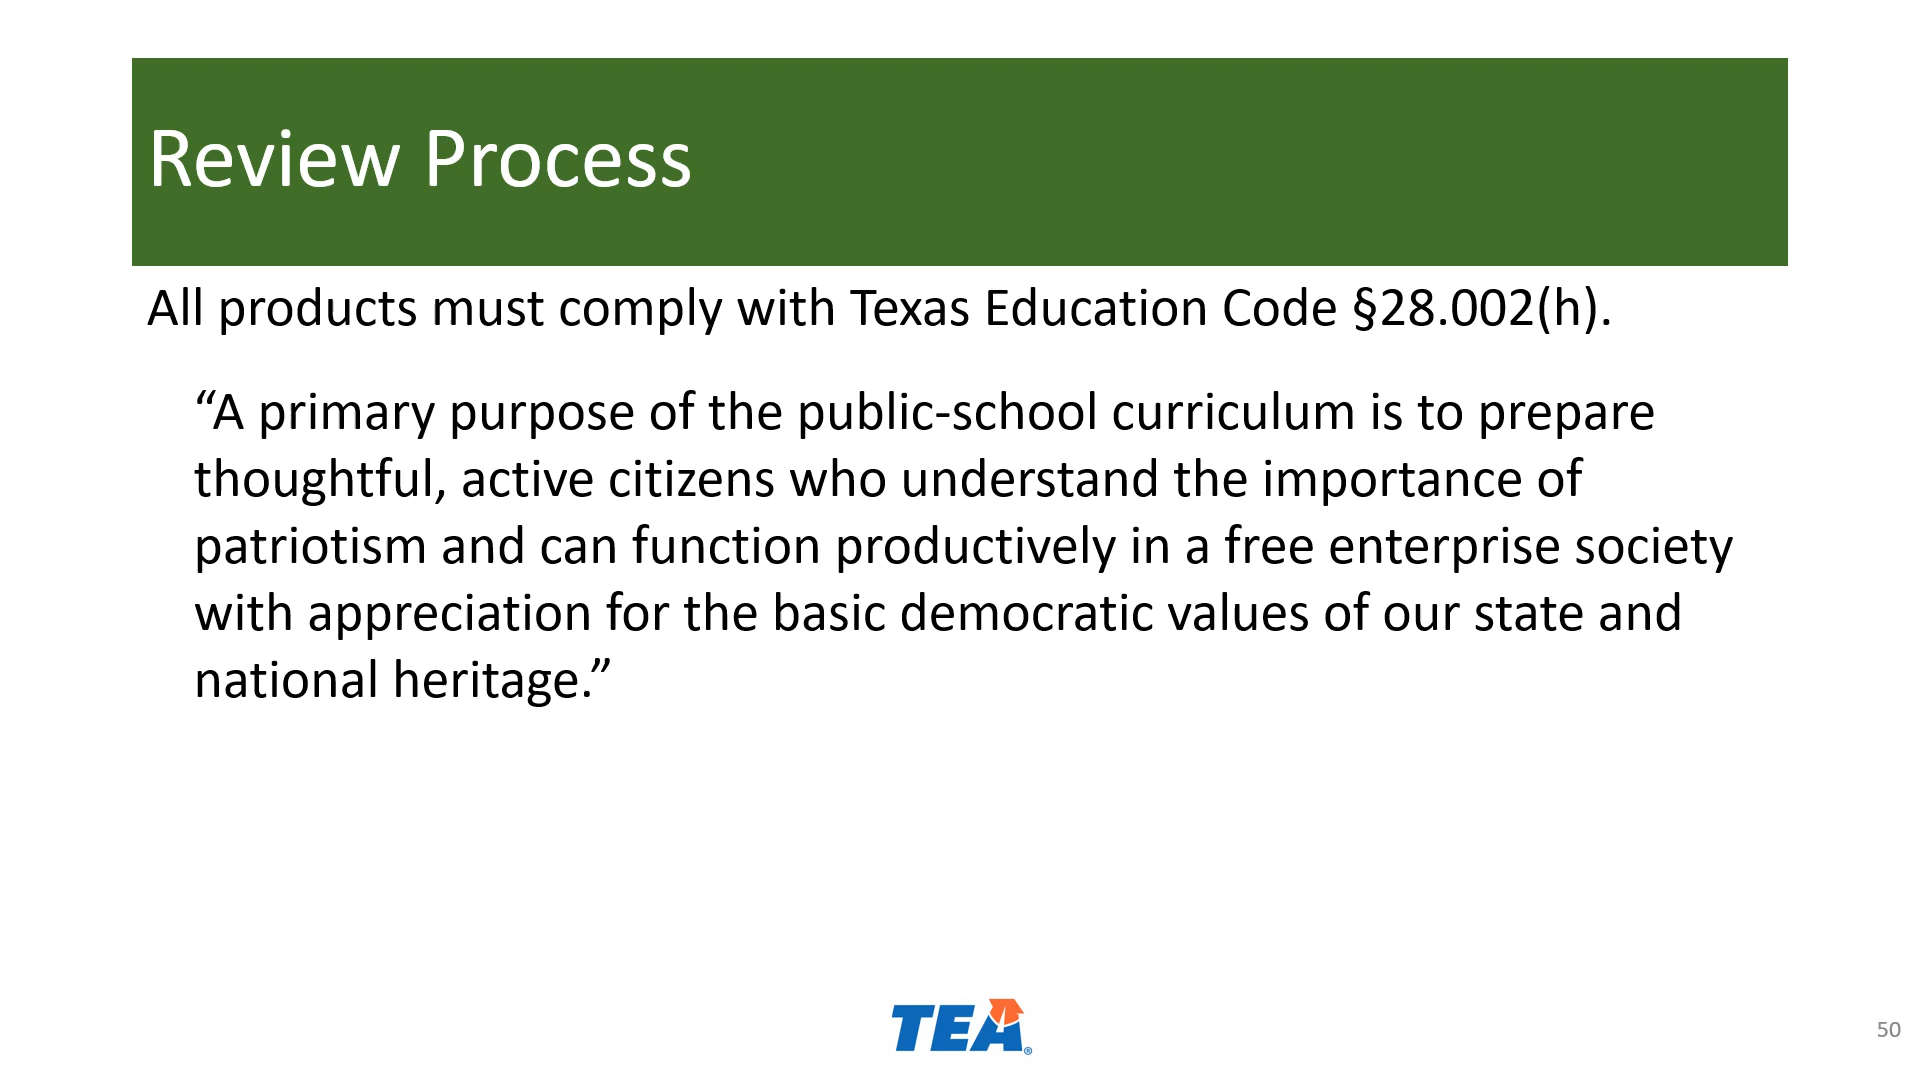 Review Process
All products must comply with Texas Education Code §28.002(h).
“A primary purpose of the public-school curriculum is to prepare
thoughtful, active citizens who understand the importance of
patriotism and can function productively in a free enterprise society
with appreciation for the basic democratic values of our state and
national heritage.”
TEA®
50